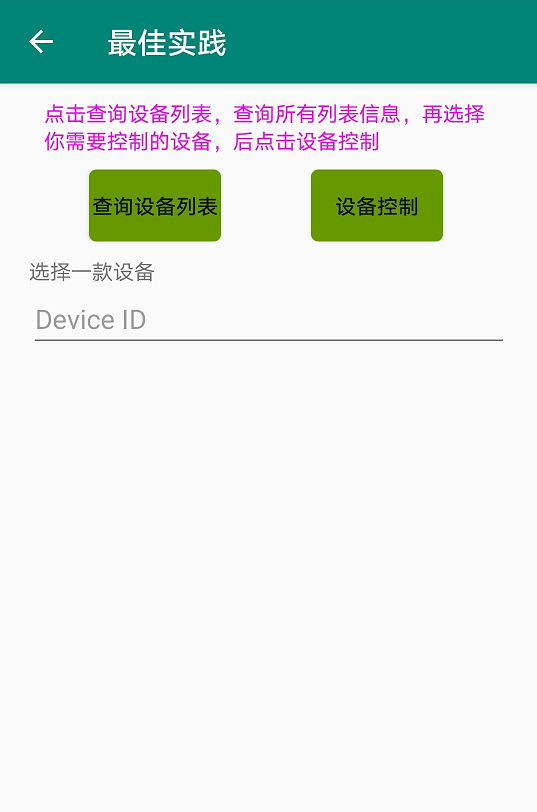 最佳实践
点击查询设备列表，查询所有列表信息，再选择
你需要控制的设备，后点击设备控制
查询设备列表 设备控制
选择一款设备
Device ID